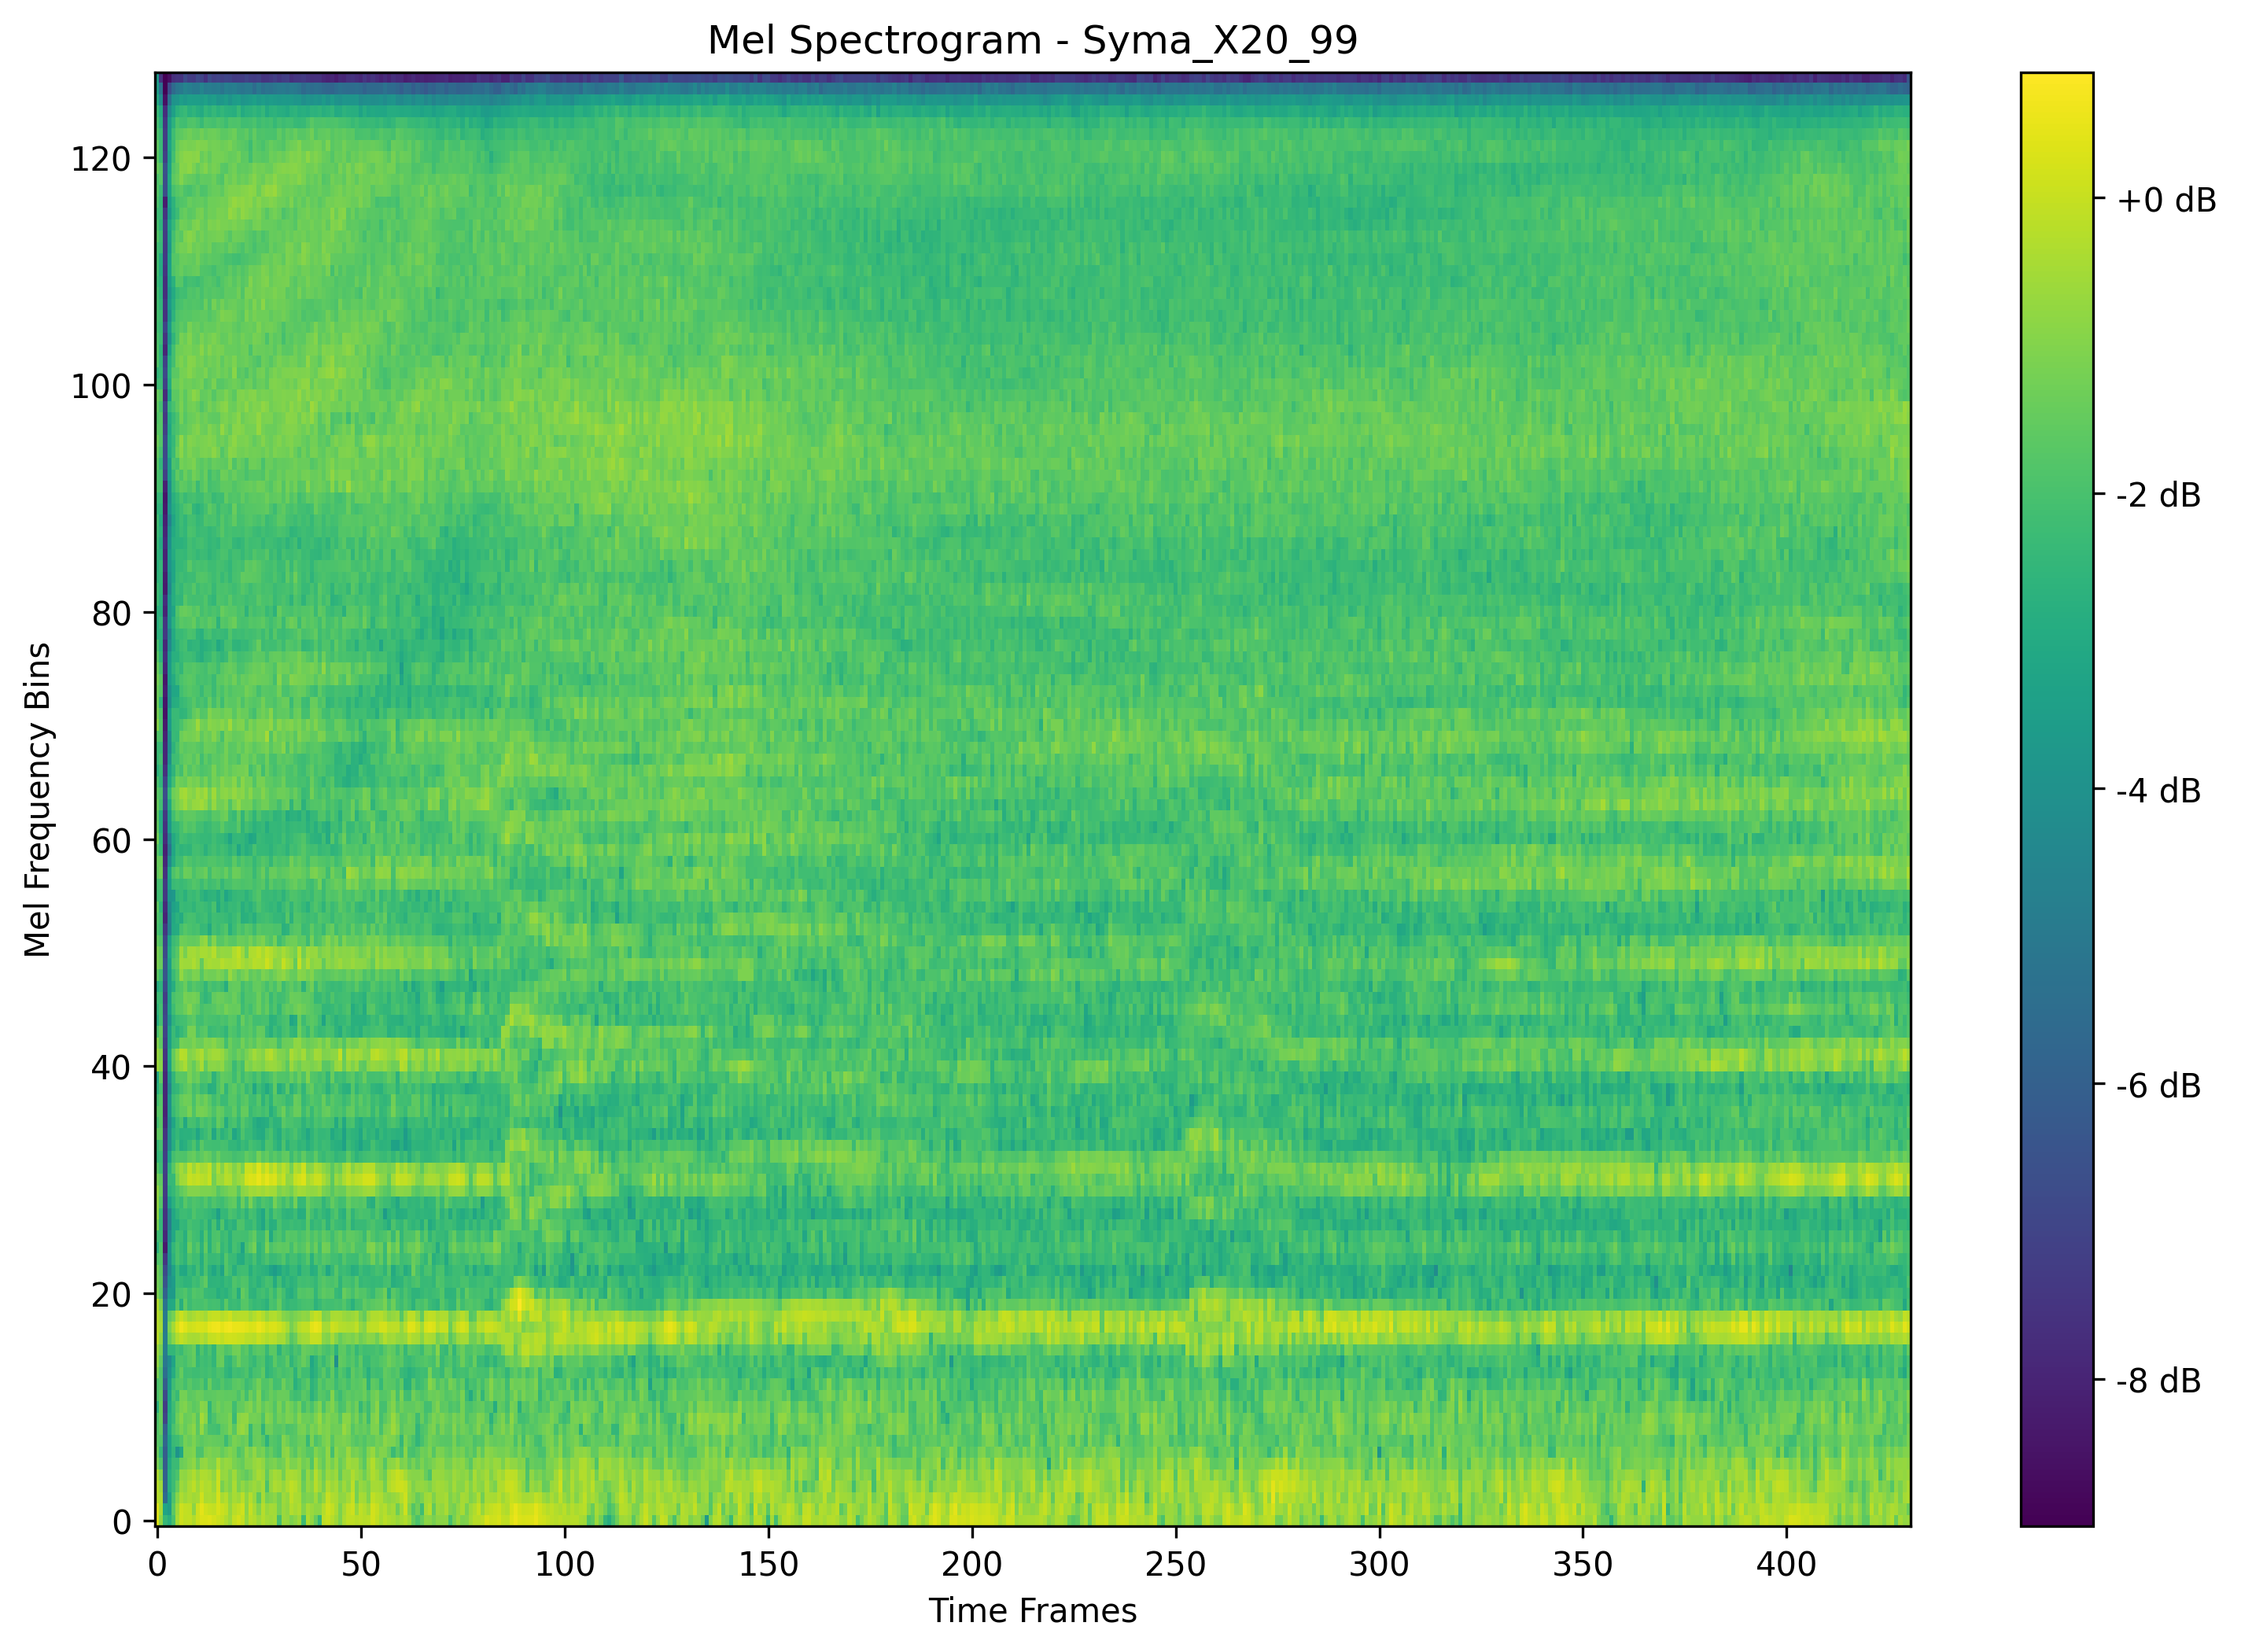 Mel Spectrogram - Syma_X20_99
Mel Frequency Bins
120
100
80
60
40
20
0
0 50 100 150 200 250 300 350 400
Time Frames
+0 dB
-2 dB
-4 dB
-6 dB
-8 dB